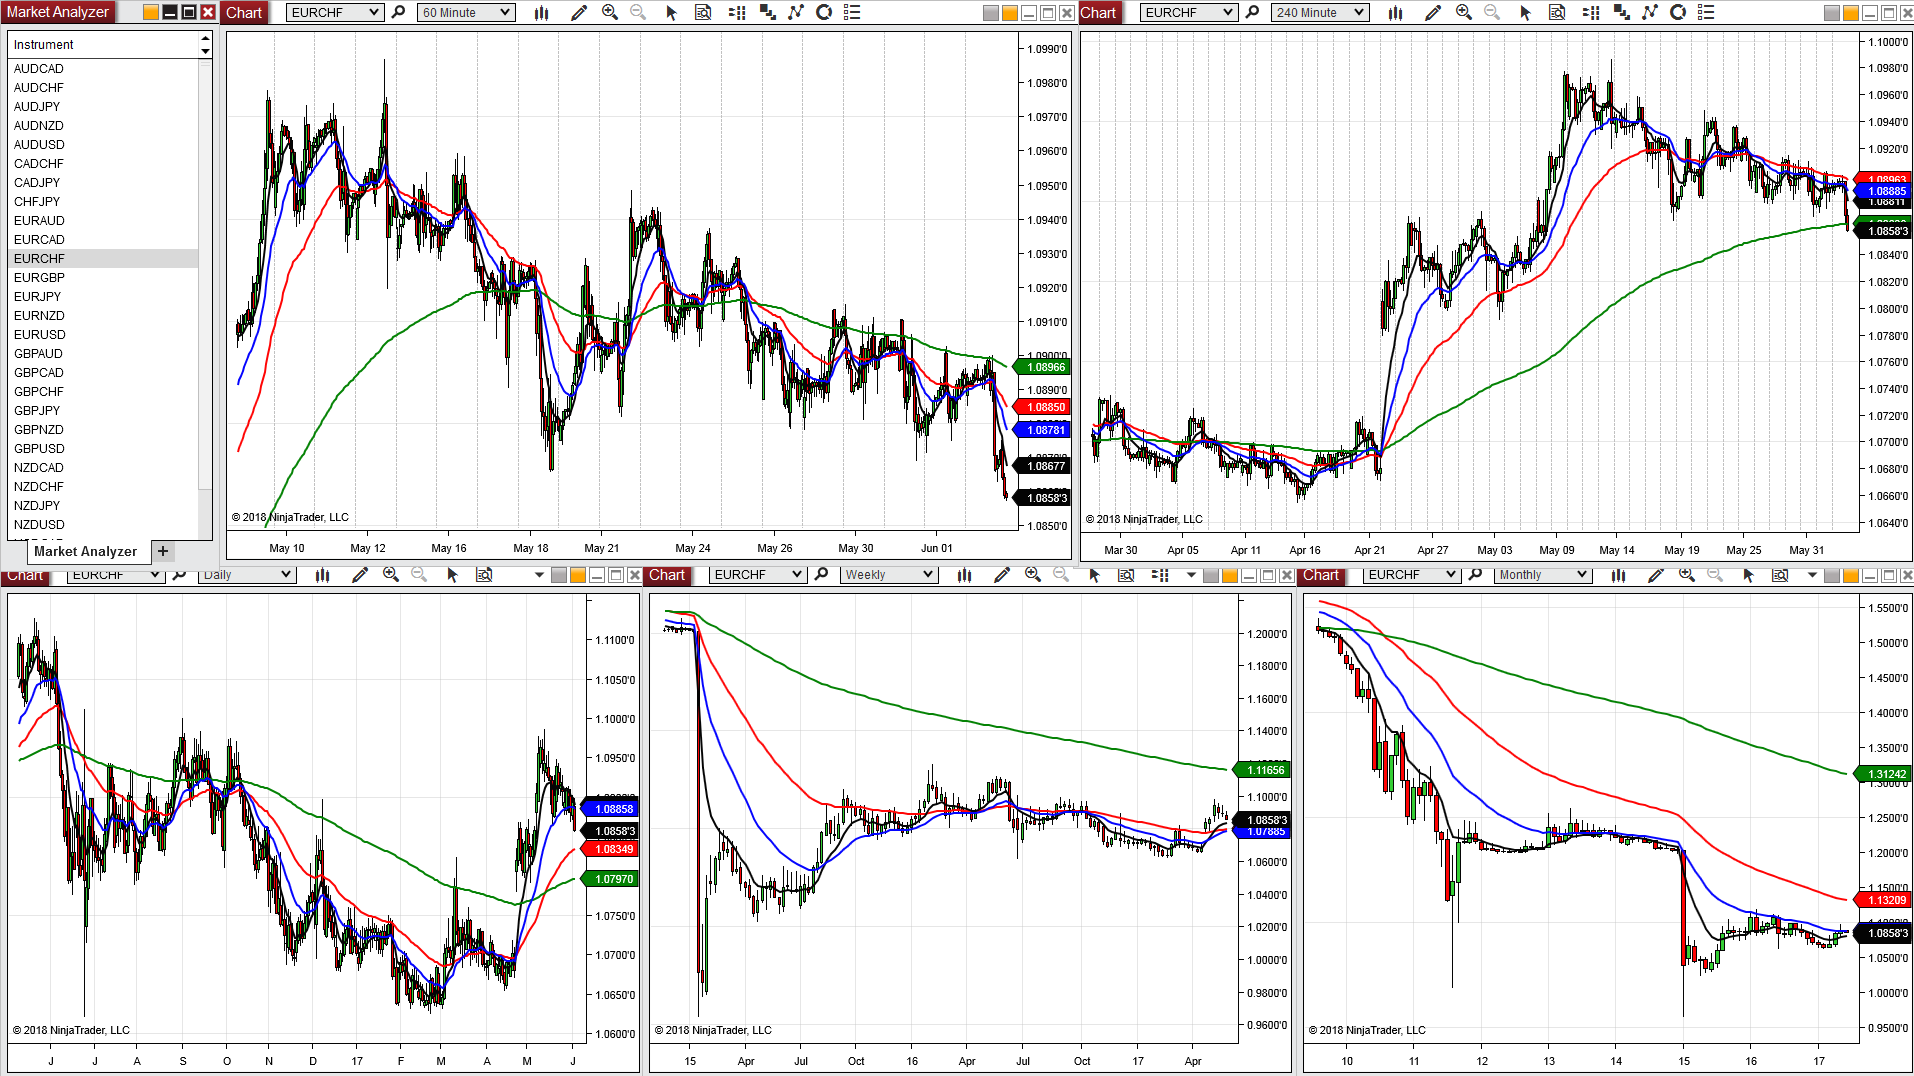 Market Analyzer
Instrument
AUDCAD
AUDCHF
AUDJPY
AUDNZD
AUDUSD
CADCHF
CADJPY
CHFJPY
EURAUD
EURCAD
EURCHF
EURGBP
EURJPY
EURNZD
EURUSD
GBPAUD
GBPCAD
GBPCHF
GBPJPY
GBPNZD
GBPUSD
NZDCAD
NZDCHF
NZDJPY
NZDUSD
Market Analyzer +
Chart EURCHF 60 Minute
1.0990'0
1.0980'0
1.0970'0
1.0960'0
1.0950'0
1.0940'0
1.0930'0
1.0920'0
1.0910'0
1.0900'0
1.08966
1.0890'0
1.08850
1.08781
1.08677
1.0858'3
1.0850'0
© 2018 NinjaTrader, LLC
May 10 May 12 May 16 May 18 May 21 May 24 May 26 May 30 Jun 01
Chart EURCHF 240 Minute
1.1000'0
1.0980'0
1.0960'0
1.0940'0
1.0920'0
1.08963
1.08885
1.08811
1.0858'3
1.0840'0
1.0820'0
1.0800'0
1.0780'0
1.0760'0
1.0740'0
1.0720'0
1.0700'0
1.0680'0
1.0660'0
1.0640'0
© 2018 NinjaTrader, LLC
Mar 30 Apr 05 Apr 11 Apr 16 Apr 21 Apr 27 May 03 May 09 May 14 May 19 May 25 May 31
Chart EURCHF Daily
1.1100'0
1.1050'0
1.1000'0
1.0950'0
1.08858
1.0858'3
1.08349
1.07970
1.0750'0
1.0700'0
1.0650'0
1.0600'0
© 2018 NinjaTrader, LLC
J J A S O N D 17 F M A M J
Chart EURCHF Weekly
1.2000'0
1.1800'0
1.1600'0
1.1400'0
1.11656
1.1000'0
1.0858'3
1.07885
1.0600'0
1.0400'0
1.0200'0
1.0000'0
0.9800'0
0.9600'0
© 2018 NinjaTrader, LLC
15 Apr Jul Oct 16 Apr Jul Oct 17 Apr
Chart EURCHF Monthly
1.5500'0
1.5000'0
1.4500'0
1.4000'0
1.3500'0
1.31242
1.2500'0
1.2000'0
1.1500'0
1.13209
1.0858'3
1.0500'0
1.0000'0
0.9500'0
© 2018 NinjaTrader, LLC
10 11 12 13 14 15 16 17